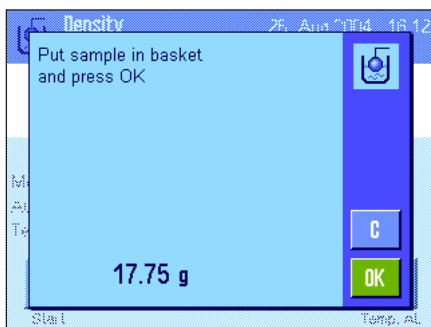 Density 26. Aug 2004 16:12
Put sample in basket
and press OK
C
17.75 g
OK
Start Temp. AL